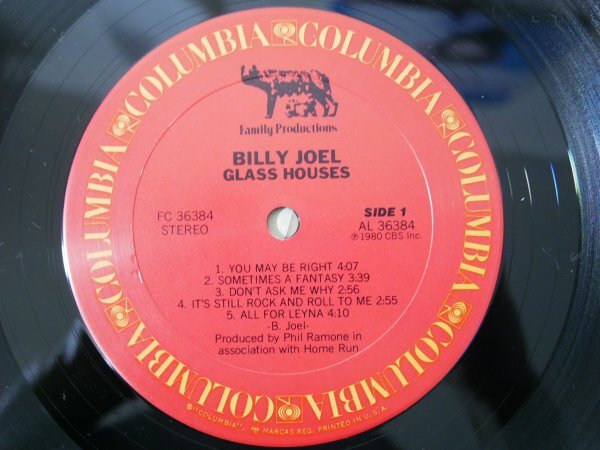 COLUMBIA COLUMBIA COLUMBIA COLUMBIA COLUMBIA COLUMBIA
Family Productions
BILLY JOEL
GLASS HOUSES
FC 36384
STEREO
SIDE 1
AL 36384
℗ 1980 CBS Inc.
1. YOU MAY BE RIGHT 4:07
2. SOMETIMES A FANTASY 3:39
3. DON'T ASK ME WHY 2:56
4. IT'S STILL ROCK AND ROLL TO ME 2:55
5. ALL FOR LEYNA 4:10
-B. Joel-
Produced by Phil Ramone in
association with Home Run
®"COLUMBIA", MARCAS REG. PRINTED IN U.S.A.